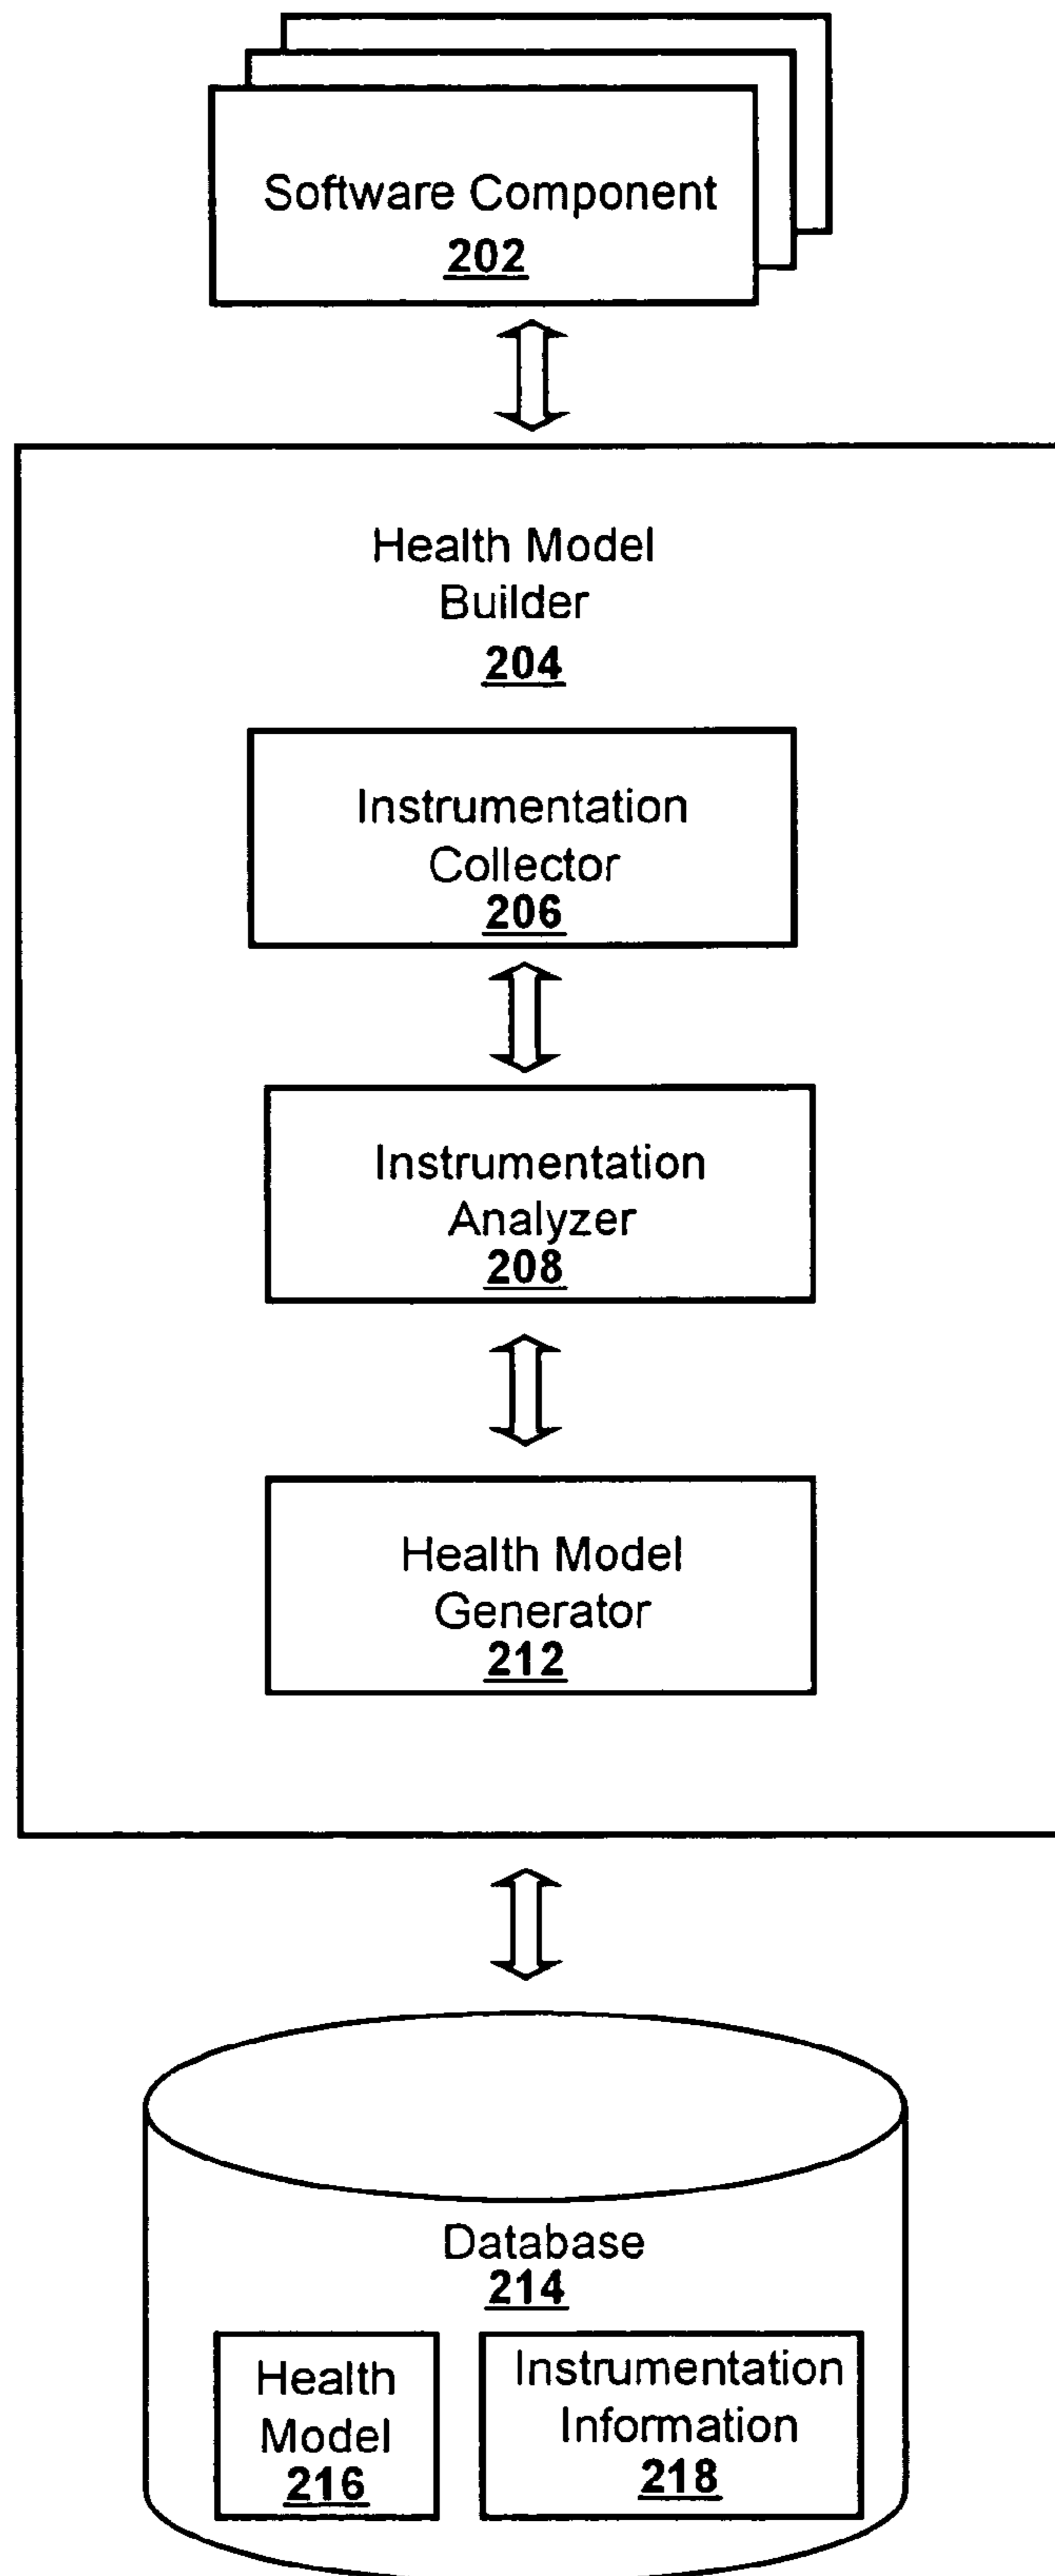 Software Component
202
Health Model
Builder
204
Instrumentation
Collector
206
Instrumentation
Analyzer
208
Health Model
Generator
212
Database
214
Health
Model
216
Instrumentation
Information
218